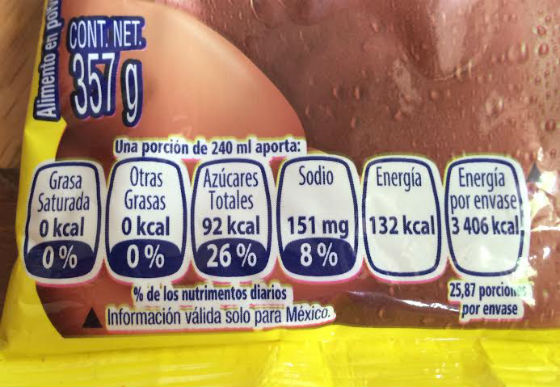 Alimento en polvo
CONT. NET.
357 g
Una porción de 240 ml aporta:
Grasa Saturada 0 kcal 0 %
Otras Grasas 0 kcal 0 %
Azúcares Totales 92 kcal 26 %
Sodio 151 mg 8 %
Energía 132 kcal
Energía por envase 3 406 kcal
% de los nutrimentos diarios
Información válida solo para México.
25,87 porciones
por envase